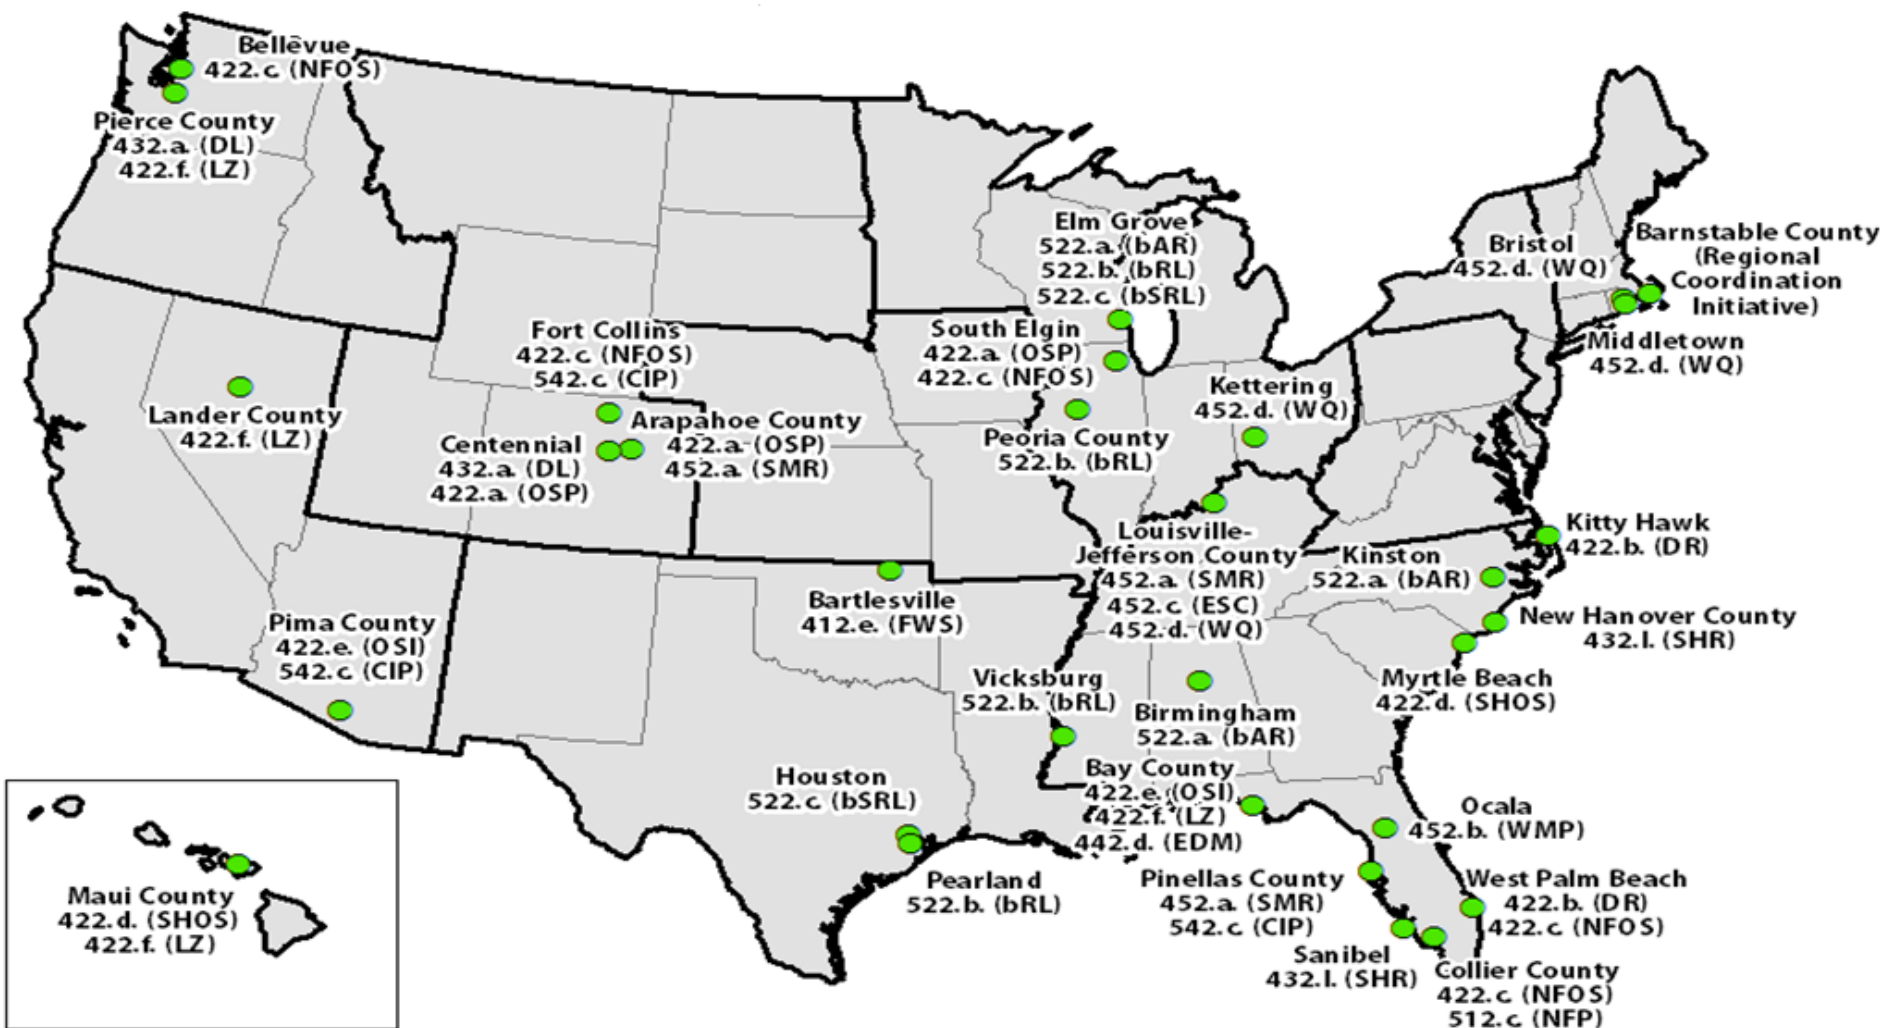 Bellevue
422.c. (NFOS)
Pierce County
432.a. (DL)
422.f. (LZ)
Lander County
422.f. (LZ)
Fort Collins
422.c. (NFOS)
542.c. (CIP)
Centennial
432.a. (DL)
422.a. (OSP)
Arapahoe County
422.a. (OSP)
452.a. (SMR)
Pima County
422.e. (OSI)
542.c. (CIP)
Maui County
422.d. (SHOS)
422.f. (LZ)
Elm Grove
522.a. (bAR)
522.b. (bRL)
522.c. (bSRL)
South Elgin
422.a. (OSP)
422.c. (NFOS)
Peoria County
522.b. (bRL)
Kettering
452.d. (WQ)
Louisville-
Jefferson County
452.a. (SMR)
452.c. (ESC)
452.d. (WQ)
Bartlesville
412.e. (FWS)
Vicksburg
522.b. (bRL)
Birmingham
522.a. (bAR)
Houston
522.c. (bSRL)
Pearland
522.b. (bRL)
Bay County
422.e. (OSI)
422.f. (LZ)
442.d. (EDM)
Bristol
452.d. (WQ)
Barnstable County
(Regional
Coordination
Initiative)
Middletown
452.d. (WQ)
Kitty Hawk
422.b. (DR)
Kinston
522.a. (bAR)
New Hanover County
432.l. (SHR)
Myrtle Beach
422.d. (SHOS)
Ocala
452.b. (WMP)
Pinellas County
452.a. (SMR)
542.c. (CIP)
West Palm Beach
422.b. (DR)
422.c. (NFOS)
Sanibel
432.l. (SHR)
Collier County
422.c. (NFOS)
512.c. (NFP)